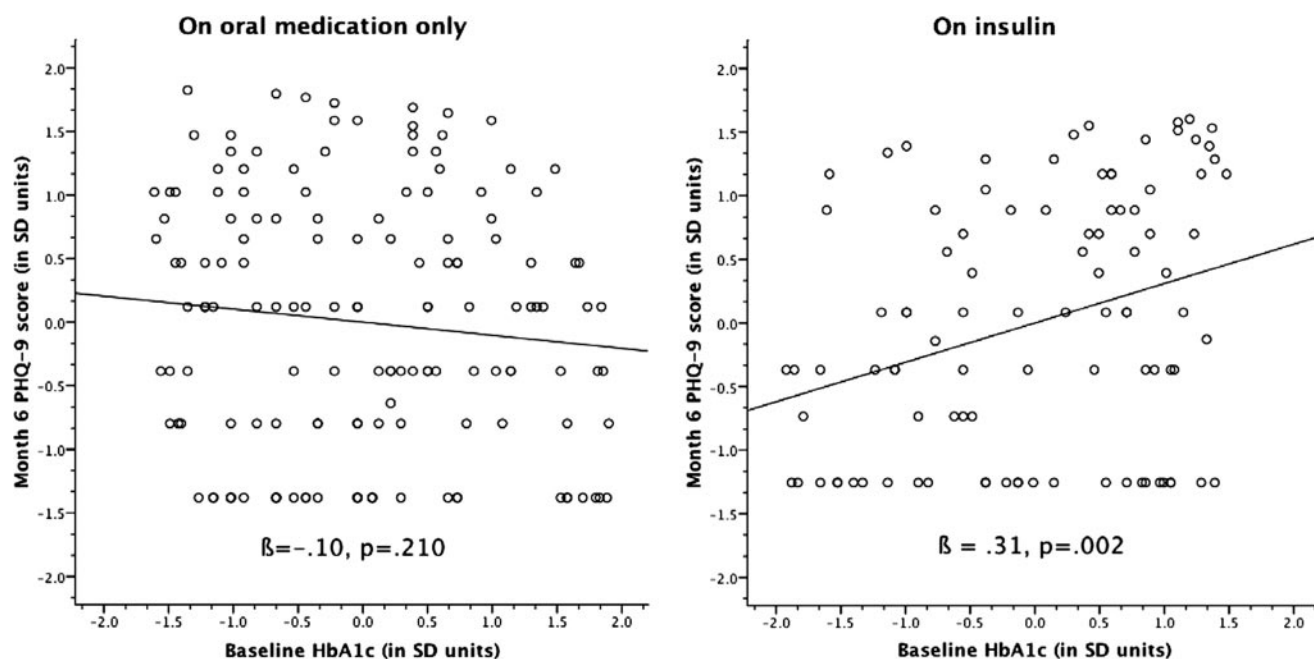 On oral medication only
Month 6 PHQ-9 score (in SD units)
2.0
1.5
1.0
0.5
0.0
-0.5
-1.0
-1.5
-2.0
ß=-.10, p=.210
-2.0 -1.5 -1.0 -0.5 0.0 0.5 1.0 1.5 2.0
Baseline HbA1c (in SD units)
On insulin
Month 6 PHQ-9 score (in SD units)
2.0
1.5
1.0
0.5
0.0
-0.5
-1.0
-1.5
-2.0
ß = .31, p=.002
-2.0 -1.5 -1.0 -0.5 0.0 0.5 1.0 1.5 2.0
Baseline HbA1c (in SD units)